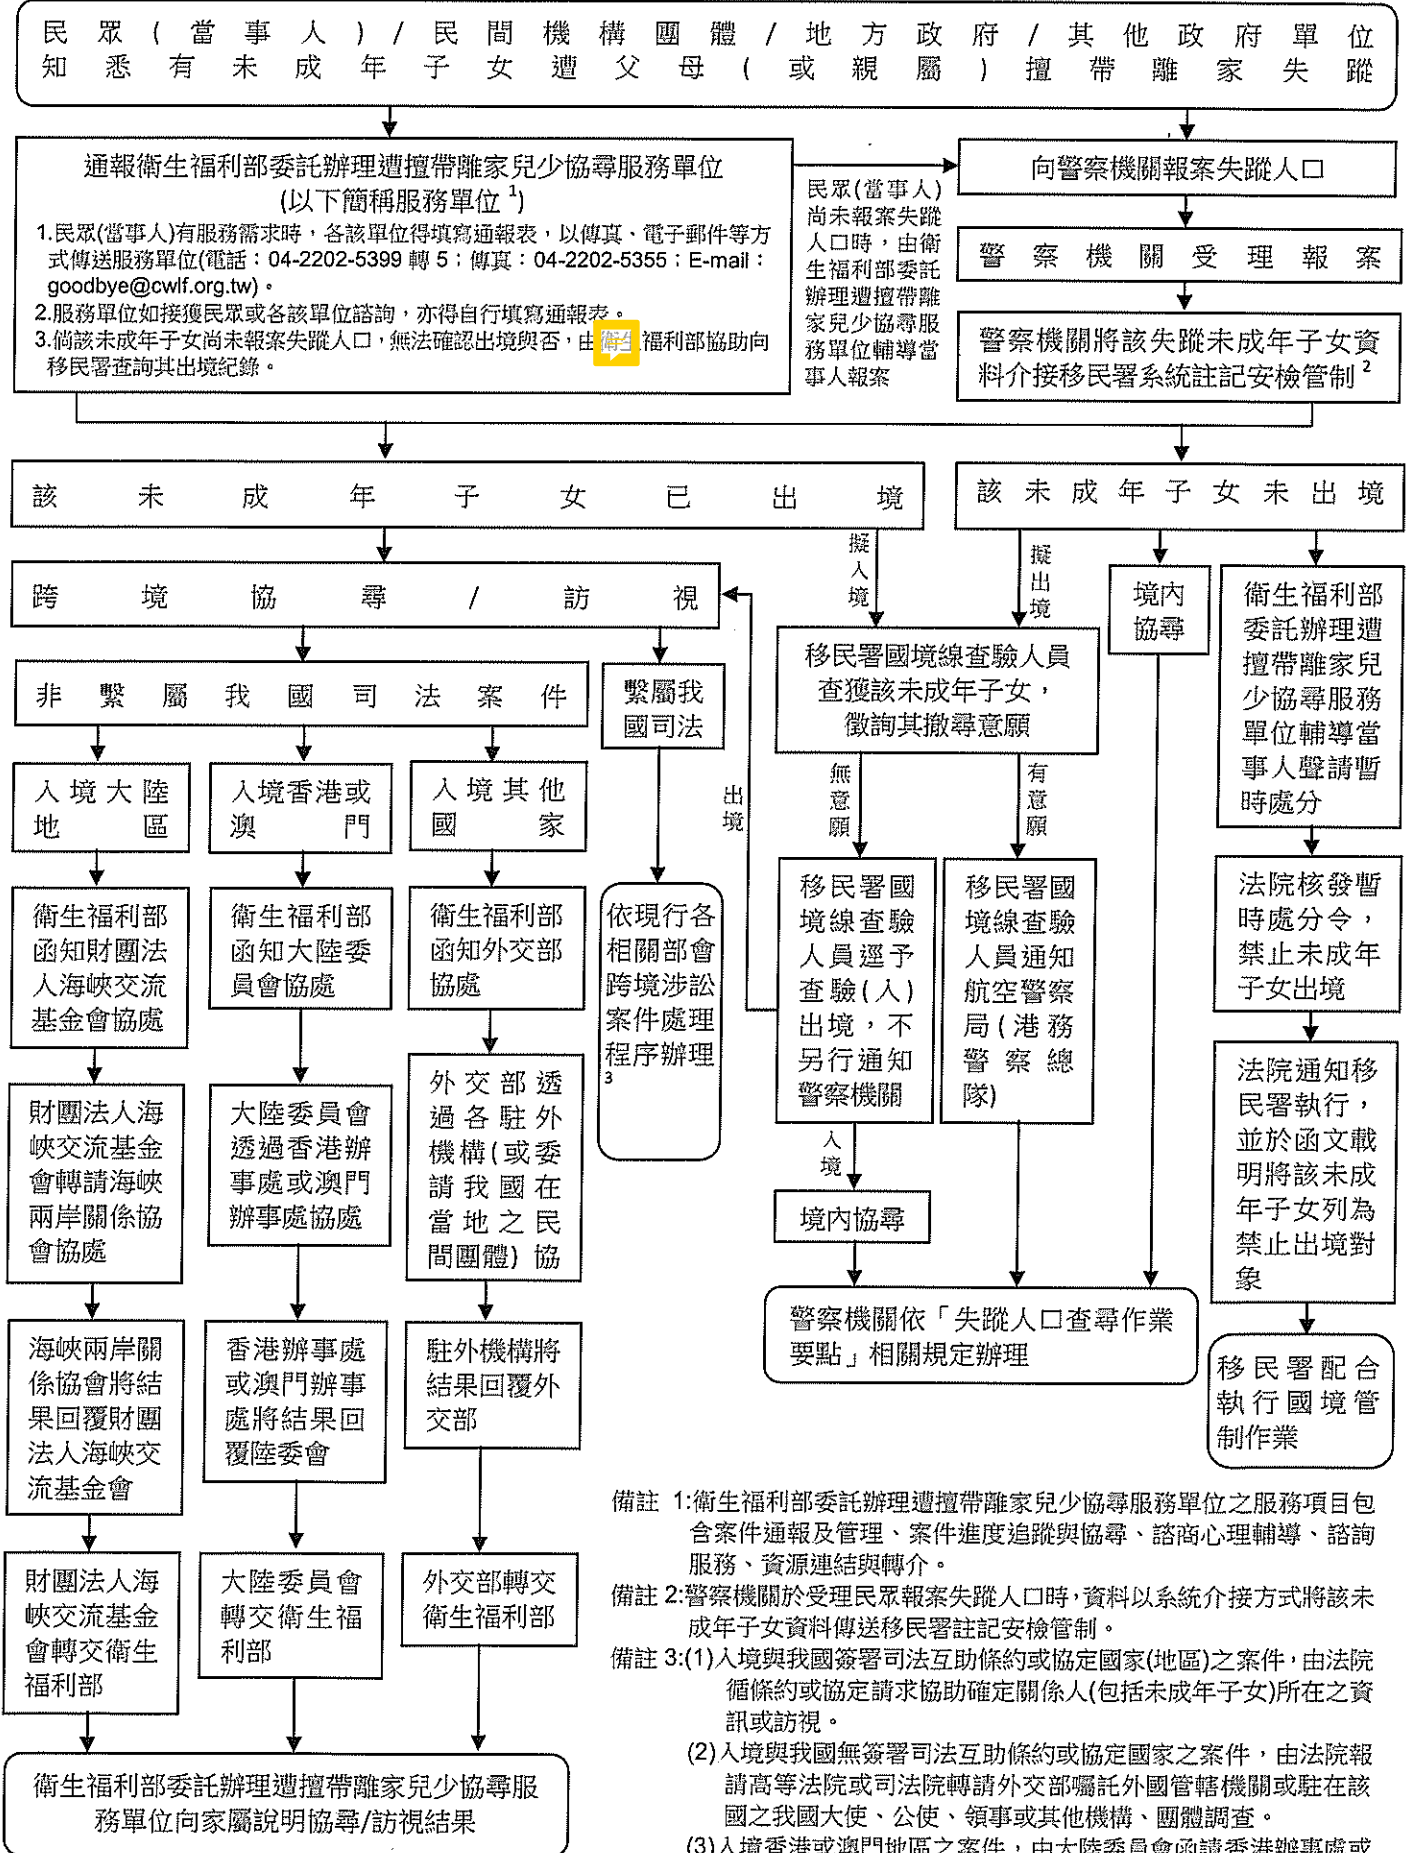 民眾(當事人)/民間機構團體/地方政府/其他政府單位
知悉有未成年子女遭父母(或親屬)擅帶離家失蹤
通報衛生福利部委託辦理遭擅帶離家兒少協尋服務單位
(以下簡稱服務單位 1)
1.民眾(當事人)有服務需求時，各該單位得填寫通報表，以傳真、電子郵件等方
式傳送服務單位(電話：04-2202-5399 轉 5；傳真：04-2202-5355；E-mail：
goodbye@cwlf.org.tw)。
2.服務單位如接獲民眾或各該單位諮詢，亦得自行填寫通報表。
3.倘該未成年子女尚未報案失蹤人口，無法確認出境與否，由衛生福利部協助向
移民署查詢其出境紀錄。
民眾(當事人)
尚未報案失蹤
人口時，由衛
生福利部委託
辦理遭擅帶離
家兒少協尋服
務單位輔導當
事人報案
向警察機關報案失蹤人口
警察機關受理報案
警察機關將該失蹤未成年子女資
料介接移民署系統註記安檢管制 2
該未成年子女已出境
該未成年子女未出境
擬入境
擬出境
跨境協尋/訪視
境內
協尋
衛生福利部
委託辦理遭
擅帶離家兒
少協尋服務
單位輔導當
事人聲請暫
時處分
移民署國境線查驗人員
查獲該未成年子女，
徵詢其撤尋意願
非繫屬我國司法案件
繫屬我
國司法
無意願
有意願
出境
入境大陸
地區
入境香港或
澳門
入境其他
國家
衛生福利部
函知財團法
人海峽交流
基金會協處
衛生福利部
函知大陸委
員會協處
衛生福利部
函知外交部
協處
依現行各
相關部會
跨境涉訟
案件處理
程序辦理
3
移民署國
境線查驗
人員逕予
查驗(入)
出境，不
另行通知
警察機關
移民署國
境線查驗
人員通知
航空警察
局(港務
警察總
隊)
法院核發暫
時處分令，
禁止未成年
子女出境
財團法人海
峽交流基金
會轉請海峽
兩岸關係協
會協處
大陸委員會
透過香港辦
事處或澳門
辦事處協處
外交部透
過各駐外
機構(或委
請我國在
當地之民
間團體)協
入境
境內協尋
法院通知移
民署執行，
並於函文載
明將該未成
年子女列為
禁止出境對
象
警察機關依「失蹤人口查尋作業
要點」相關規定辦理
移民署配合
執行國境管
制作業
海峽兩岸關
係協會將結
果回覆財團
法人海峽交
流基金會
香港辦事處
或澳門辦事
處將結果回
覆陸委會
駐外機構將
結果回覆外
交部
財團法人海
峽交流基金
會轉交衛生
福利部
大陸委員會
轉交衛生福
利部
外交部轉交
衛生福利部
衛生福利部委託辦理遭擅帶離家兒少協尋服
務單位向家屬說明協尋/訪視結果
備註 1:衛生福利部委託辦理遭擅帶離家兒少協尋服務單位之服務項目包
含案件通報及管理、案件進度追蹤與協尋、諮商心理輔導、諮詢
服務、資源連結與轉介。
備註 2:警察機關於受理民眾報案失蹤人口時,資料以系統介接方式將該未
成年子女資料傳送移民署註記安檢管制。
備註 3:(1)入境與我國簽署司法互助條約或協定國家(地區)之案件，由法院
循條約或協定請求協助確定關係人(包括未成年子女)所在之資
訊或訪視。
(2)入境與我國無簽署司法互助條約或協定國家之案件，由法院報
請高等法院或司法院轉請外交部囑託外國管轄機關或駐在該
國之我國大使、公使、領事或其他機構、團體調查。
(3)入境香港或澳門地區之案件，由大陸委員會函請香港辦事處或